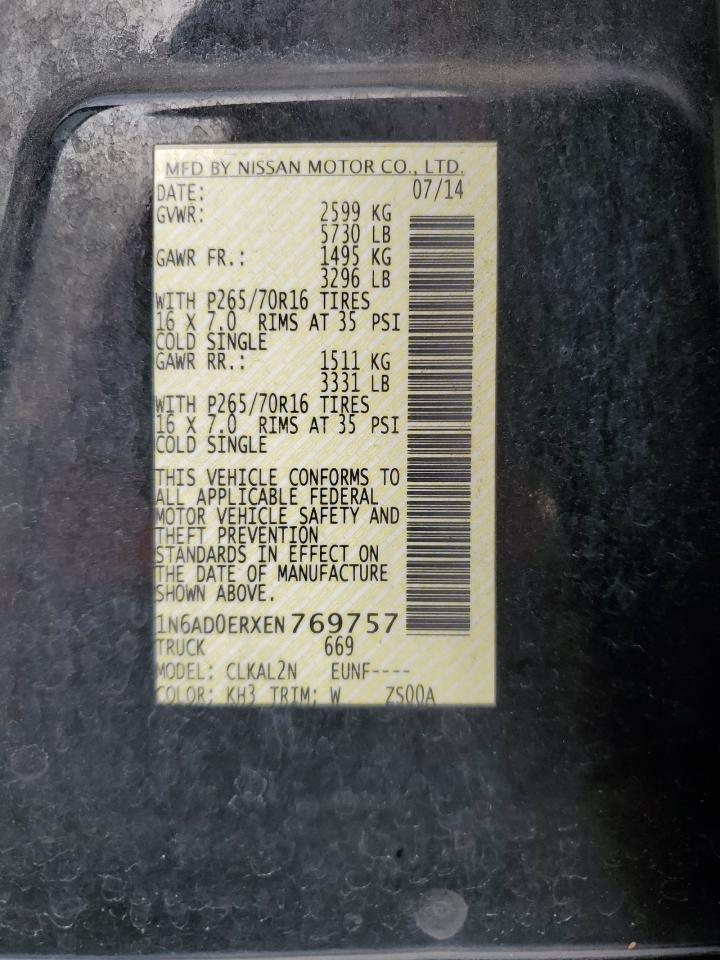 MFD BY NISSAN MOTOR CO., LTD.
DATE: 07/14
GVWR: 2599 KG
5730 LB
GAWR FR.: 1495 KG
3296 LB
WITH P265/70R16 TIRES
16 X 7.0 RIMS AT 35 PSI
COLD SINGLE
GAWR RR.: 1511 KG
3331 LB
WITH P265/70R16 TIRES
16 X 7.0 RIMS AT 35 PSI
COLD SINGLE
THIS VEHICLE CONFORMS TO
ALL APPLICABLE FEDERAL
MOTOR VEHICLE SAFETY AND
THEFT PREVENTION
STANDARDS IN EFFECT ON
THE DATE OF MANUFACTURE
SHOWN ABOVE.
1N6AD0ERXEN769757
TRUCK 669
MODEL: CLKAL2N EUNF----
COLOR: KH3 TRIM: W ZS00A